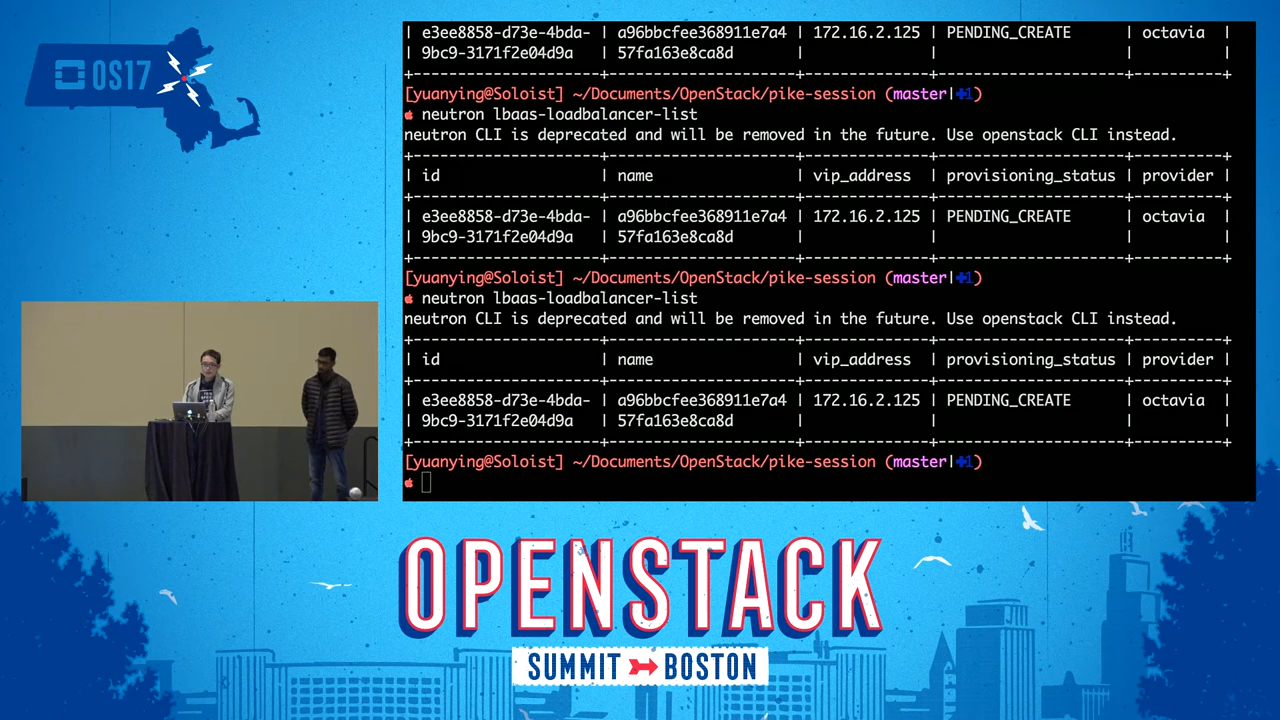 OS17
| e3ee8858-d73e-4bda- | a96bbcfee368911e7a4 | 172.16.2.125 | PENDING_CREATE | octavia |
| 9bc9-3171f2e04d9a | 57fa163e8ca8d | | | |
[yuanying@Soloist] ~/Documents/OpenStack/pike-session (master|✚1)
neutron lbaas-loadbalancer-list
neutron CLI is deprecated and will be removed in the future. Use openstack CLI instead.
| id | name | vip_address | provisioning_status | provider |
| e3ee8858-d73e-4bda- | a96bbcfee368911e7a4 | 172.16.2.125 | PENDING_CREATE | octavia |
| 9bc9-3171f2e04d9a | 57fa163e8ca8d | | | |
[yuanying@Soloist] ~/Documents/OpenStack/pike-session (master|✚1)
neutron lbaas-loadbalancer-list
neutron CLI is deprecated and will be removed in the future. Use openstack CLI instead.
| id | name | vip_address | provisioning_status | provider |
| e3ee8858-d73e-4bda- | a96bbcfee368911e7a4 | 172.16.2.125 | PENDING_CREATE | octavia |
| 9bc9-3171f2e04d9a | 57fa163e8ca8d | | | |
[yuanying@Soloist] ~/Documents/OpenStack/pike-session (master|✚1)
OPENSTACK
SUMMIT BOSTON